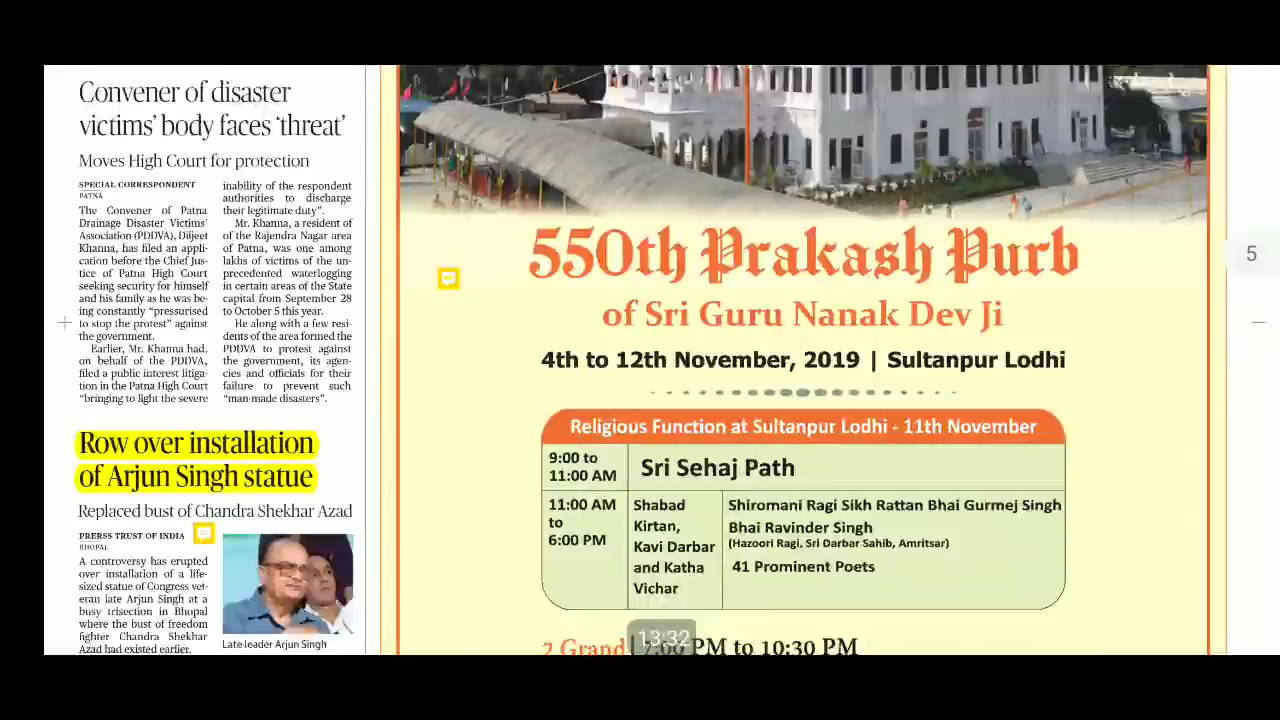 Convener of disaster
victims’ body faces ‘threat’
Moves High Court for protection
SPECIAL CORRESPONDENT
PATNA
The Convener of Patna
Drainage Disaster Victims’
Association (PDDVA), Diljeet
Khanna, has filed an appli-
cation before the Chief Jus-
tice of Patna High Court
seeking security for himself
and his family as he was be-
ing constantly “pressurised
to stop the protest” against
the government.
Earlier, Mr. Khanna had,
on behalf of the PDDVA,
filed a public interest litiga-
tion in the Patna High Court
“bringing to light the severe
inability of the respondent
authorities to discharge
their legitimate duty”.
Mr. Khanna, a resident of
of the Rajendra Nagar area
of Patna, was one among
lakhs of victims of the un-
precedented waterlogging
in certain areas of the State
capital from September 28
to October 5 this year.
He along with a few resi-
dents of the area formed the
PDDVA to protest against
the government, its agen-
cies and officials for their
failure to prevent such
“man-made disasters”.
Row over installation
of Arjun Singh statue
Replaced bust of Chandra Shekhar Azad
PRERSS TRUST OF INDIA
BHOPAL
A controversy has erupted
over installation of a life-
sized statue of Congress vet-
eran late Arjun Singh at a
busy trisection in Bhopal
where the bust of freedom
fighter Chandra Shekhar
Azad had existed earlier.
Late leader Arjun Singh
550th Prakash Purb
of Sri Guru Nanak Dev Ji
4th to 12th November, 2019 | Sultanpur Lodhi
Religious Function at Sultanpur Lodhi - 11th November
9:00 to
11:00 AM
Sri Sehaj Path
11:00 AM
to
6:00 PM
Shabad
Kirtan,
Kavi Darbar
and Katha
Vichar
Shiromani Ragi Sikh Rattan Bhai Gurmej Singh
Bhai Ravinder Singh
(Hazoori Ragi, Sri Darbar Sahib, Amritsar)
41 Prominent Poets
2 Grand 7:00 PM to 10:30 PM
13:32
5